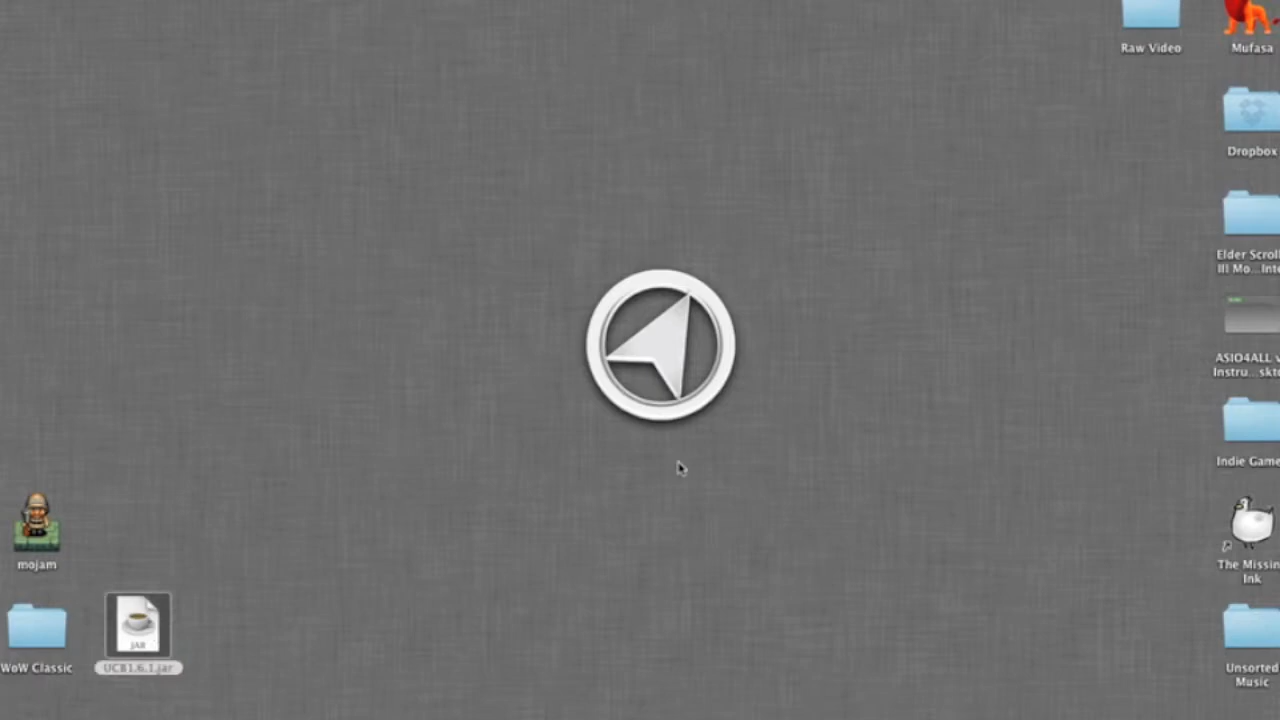 Raw Video
Mufasa
Dropbox
Elder Scroll
III Mo...Inte
ASIO4ALL v
Instru...skto
Indie Game
mojam
The Missin
Ink
WoW Classic
JAR
UCB1.6.1.jar
Unsorted
Music